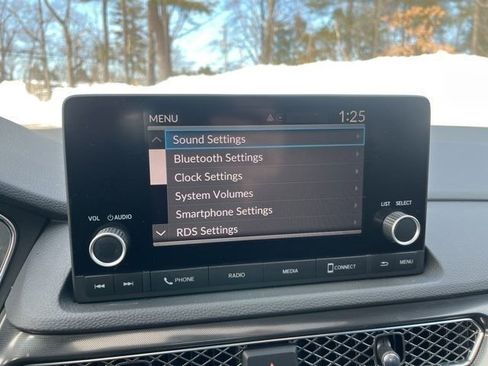 MENU 1:25
Sound Settings
Bluetooth Settings
Clock Settings
System Volumes
Smartphone Settings
RDS Settings
VOL AUDIO
LIST SELECT
PHONE RADIO MEDIA CONNECT MENU